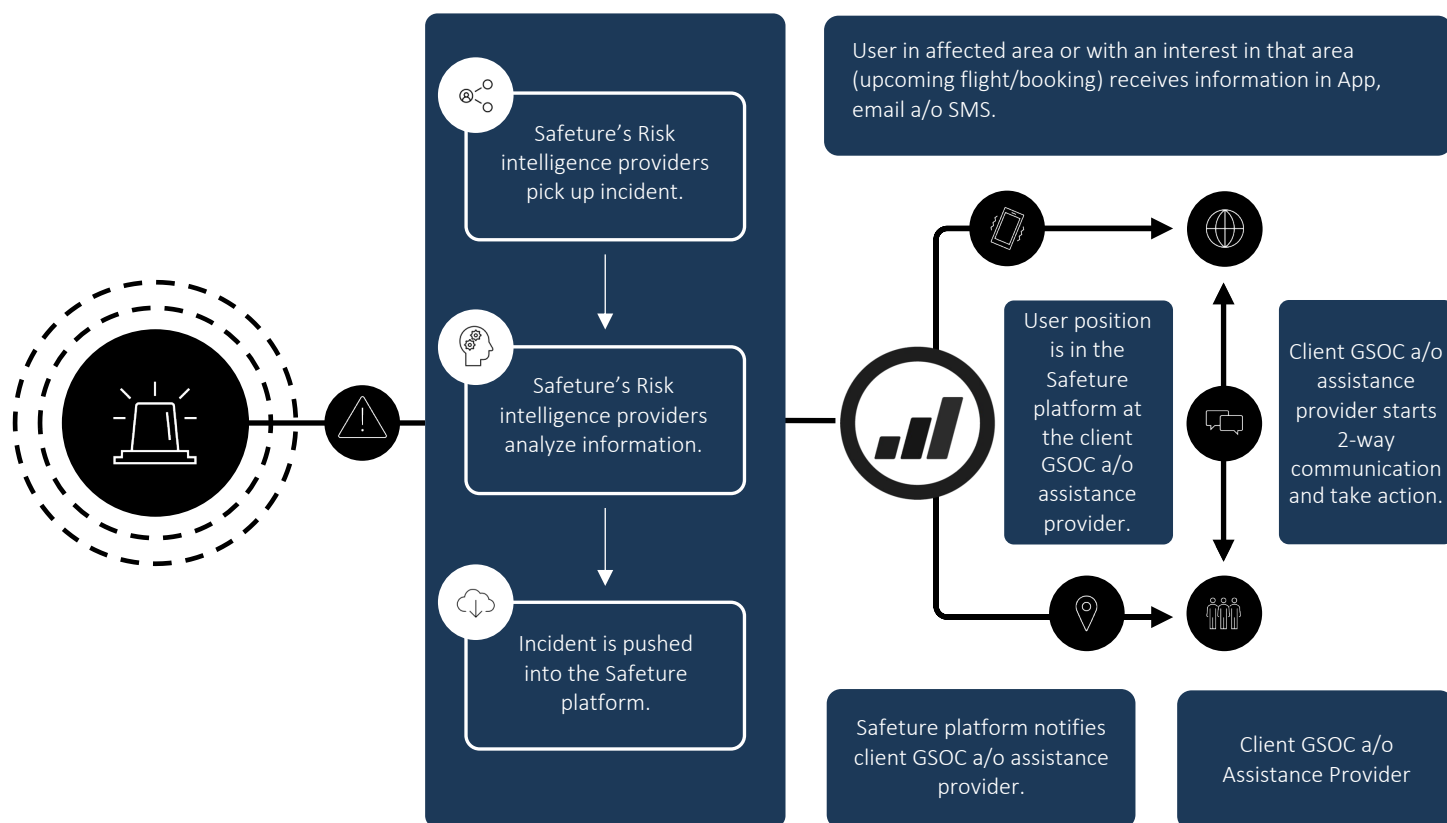 Safeture’s Risk
intelligence providers
pick up incident.
Safeture’s Risk
intelligence providers
analyze information.
Incident is pushed
into the Safeture
platform.
User in affected area or with an interest in that area
(upcoming flight/booking) receives information in App,
email a/o SMS.
User position
is in the
Safeture
platform at
the client
GSOC a/o
assistance
provider.
Client GSOC a/o
assistance
provider starts
2-way
communication
and take action.
Safeture platform notifies
client GSOC a/o assistance
provider.
Client GSOC a/o
Assistance Provider